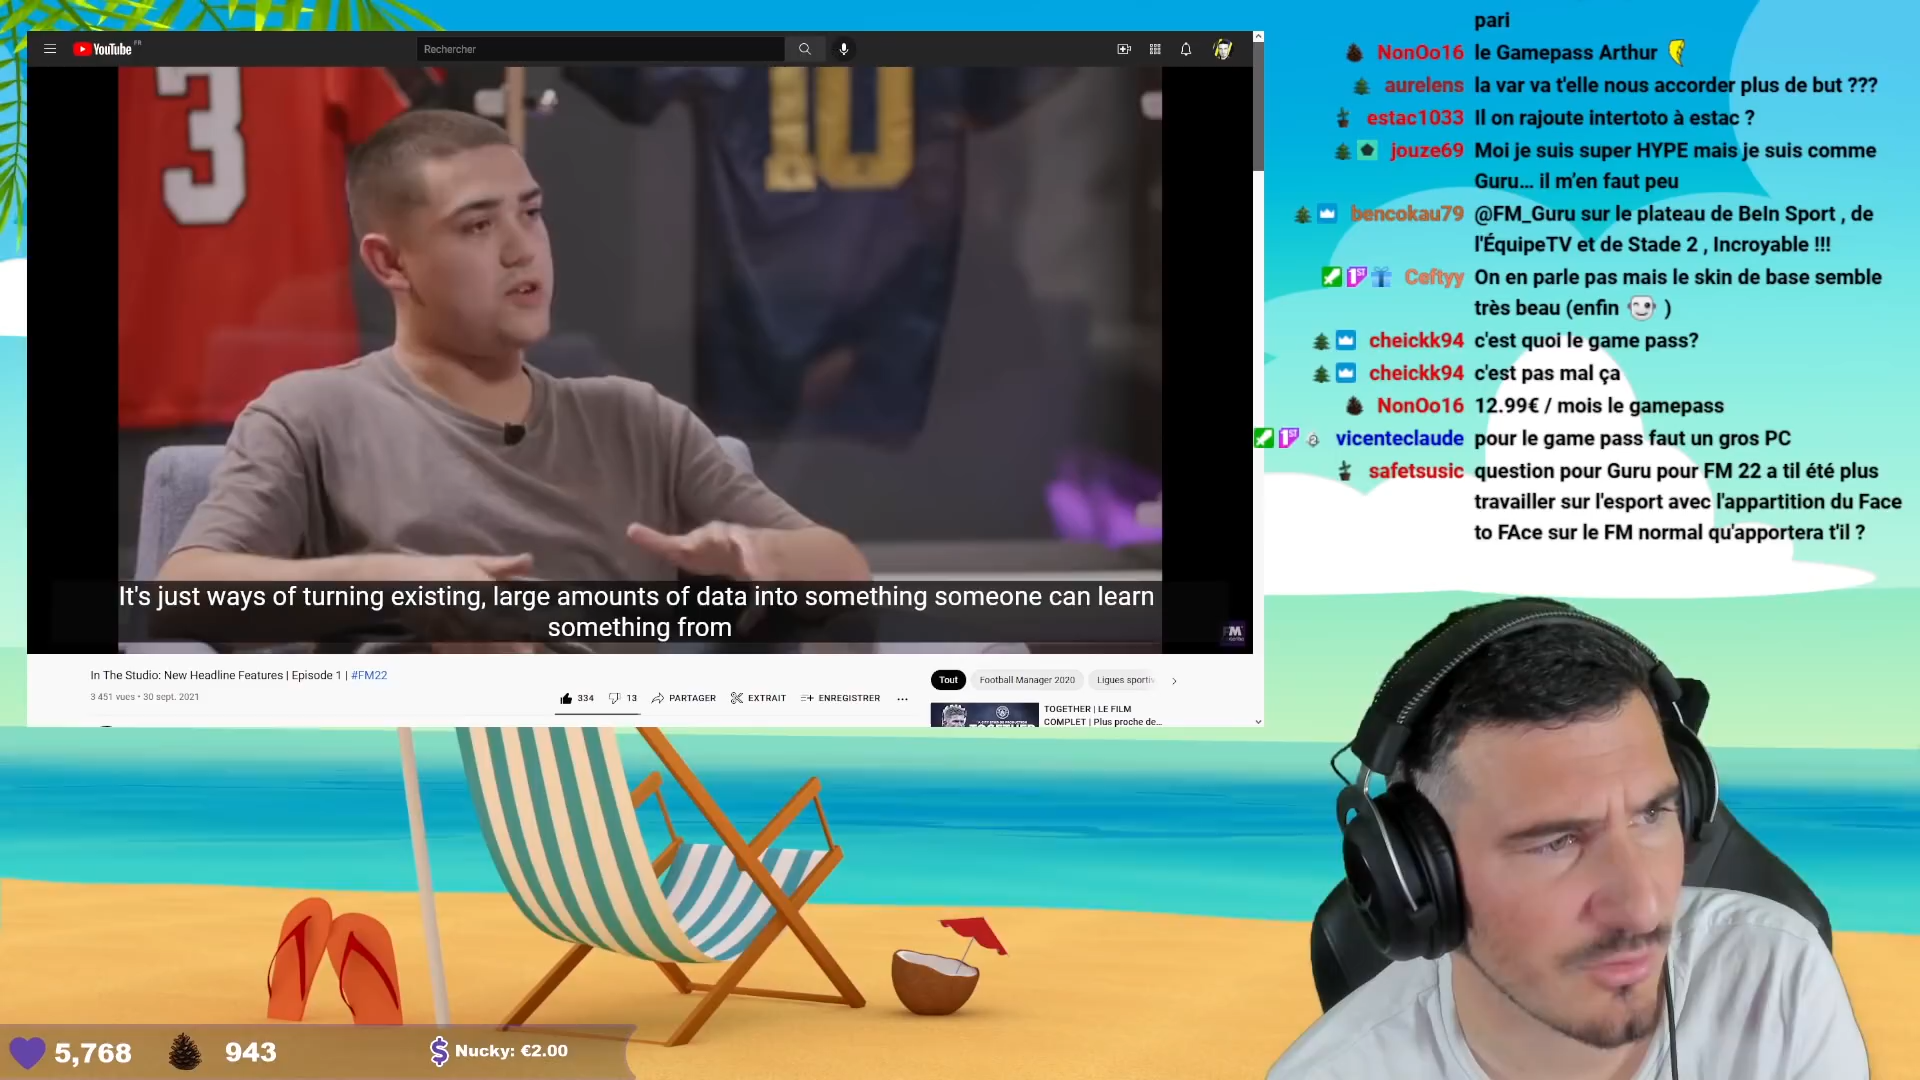 YouTube FR
Rechercher
3
10
It's just ways of turning existing, large amounts of data into something someone can learn
something from
FM
In The Studio: New Headline Features | Episode 1 | #FM22
3 451 vues • 30 sept. 2021
334
13
PARTAGER
EXTRAIT
ENREGISTRER
Tout
Football Manager 2020
Ligues sportiv
TOGETHER | LE FILM
COMPLET | Plus proche de...
pari
NonOo16 le Gamepass Arthur
aurelens la var va t'elle nous accorder plus de but ???
estac1033 Il on rajoute intertoto à estac ?
jouze69 Moi je suis super HYPE mais je suis comme
Guru… il m’en faut peu
bencokau79 @FM_Guru sur le plateau de BeIn Sport , de
l'ÉquipeTV et de Stade 2 , Incroyable !!!
1ST Ceftyy On en parle pas mais le skin de base semble
très beau (enfin )
cheickk94 c'est quoi le game pass?
cheickk94 c'est pas mal ça
NonOo16 12.99€ / mois le gamepass
1ST vicenteclaude pour le game pass faut un gros PC
safetsusic question pour Guru pour FM 22 a til été plus
travailler sur l'esport avec l'appartition du Face
to FAce sur le FM normal qu'apportera t'il ?
5,768
943
$ Nucky: €2.00